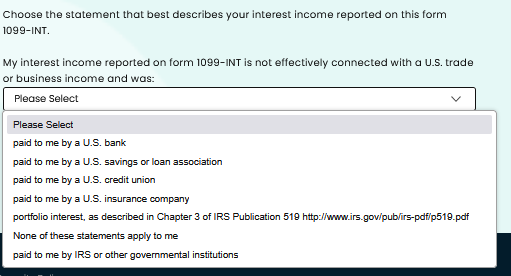 Choose the statement that best describes your interest income reported on this form
1099-INT.
My interest income reported on form 1099-INT is not effectively connected with a U.S. trade
or business income and was:
Please Select
Please Select
paid to me by a U.S. bank
paid to me by a U.S. savings or loan association
paid to me by a U.S. credit union
paid to me by a U.S. insurance company
portfolio interest, as described in Chapter 3 of IRS Publication 519 http://www.irs.gov/pub/irs-pdf/p519.pdf
None of these statements apply to me
paid to me by IRS or other governmental institutions